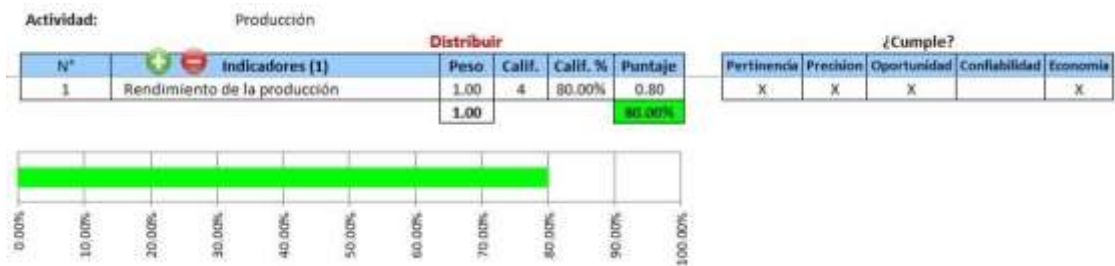 Actividad: Producción
Distribuir ¿Cumple?
N° Indicadores (1) Peso Calif. Calif. % Puntaje Pertinencia Precision Oportunidad Confiabilidad Economia
1 Rendimiento de la producción 1.00 4 80.00% 0.80 X X X X
1.00 80.00%
0.00% 10.00% 20.00% 30.00% 40.00% 50.00% 60.00% 70.00% 80.00% 90.00% 100.00%